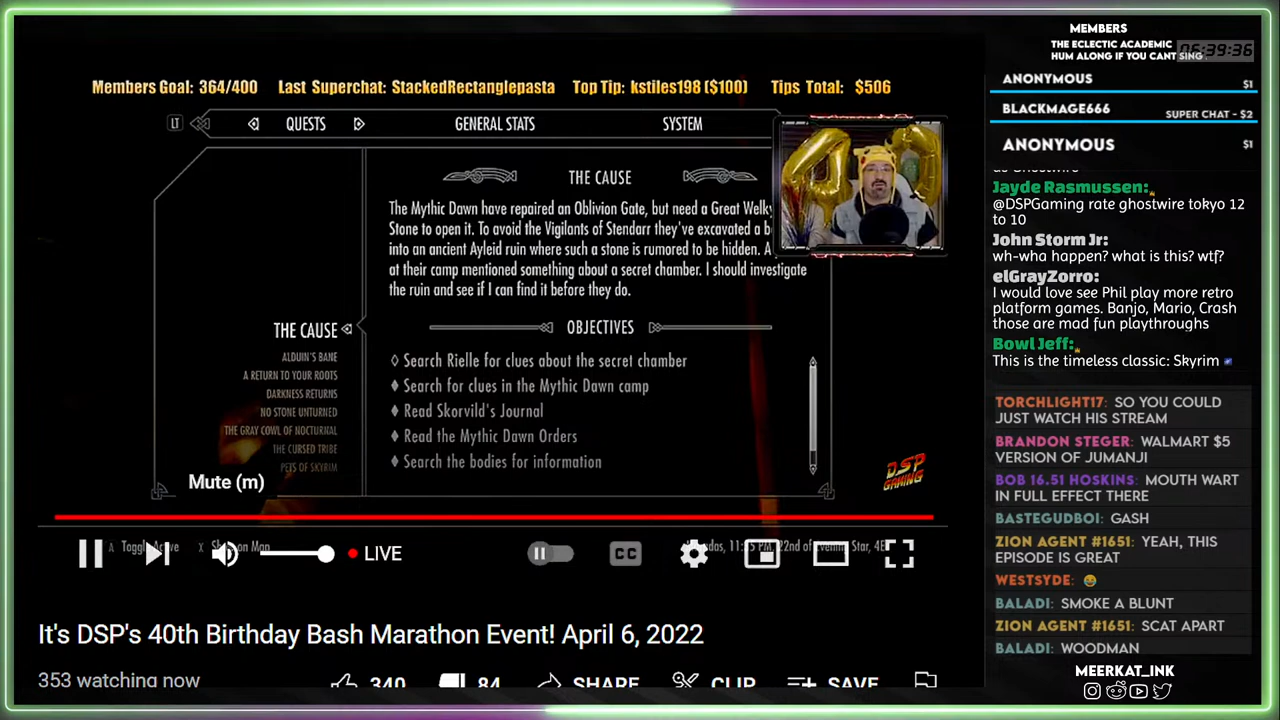 Members Goal: 364/400 Last Superchat: StackedRectanglepasta Top Tip: kstiles198 ($100) Tips Total: $506
LT QUESTS GENERAL STATS SYSTEM
THE CAUSE
The Mythic Dawn have repaired an Oblivion Gate, but need a Great Welky
Stone to open it. To avoid the Vigilants of Stendarr they've excavated a
into an ancient Ayleid ruin where such a stone is rumored to be hidden. A
at their camp mentioned something about a secret chamber. I should investigate
the ruin and see if I can find it before they do.
OBJECTIVES
Search Rielle for clues about the secret chamber
Search for clues in the Mythic Dawn camp
Read Skorvild's Journal
Read the Mythic Dawn Orders
Search the bodies for information
THE CAUSE
ALDUIN'S BANE
A RETURN TO YOUR ROOTS
DARKNESS RETURNS
NO STONE UNTURNED
THE GRAY COWL OF NOCTURNAL
THE CURSED TRIBE
PETS OF SKYRIM
40
DSP
GAMING
Mute (m)
LIVE
CC
It's DSP's 40th Birthday Bash Marathon Event! April 6, 2022
353 watching now 340 84 SHARE CLIP SAVE
MEMBERS
THE ECLECTIC ACADEMIC
HUM ALONG IF YOU CANT SING
06:39:36
ANONYMOUS $1
BLACKMAGE666 SUPER CHAT - $2
ANONYMOUS $1
Jayde Rasmussen:
@DSPGaming rate ghostwire tokyo 12
to 10
John Storm Jr:
wh-wha happen? what is this? wtf?
elGrayZorro:
I would love see Phil play more retro
platform games. Banjo, Mario, Crash
those are mad fun playthroughs
Bowl Jeff:
This is the timeless classic: Skyrim
TORCHLIGHT17: SO YOU COULD
JUST WATCH HIS STREAM
BRANDON STEGER: WALMART $5
VERSION OF JUMANJI
BOB 16.51 HOSKINS: MOUTH WART
IN FULL EFFECT THERE
BASTEGUDBOI: GASH
ZION AGENT #1651: YEAH, THIS
EPISODE IS GREAT
WESTSYDE: 😂
BALADI: SMOKE A BLUNT
ZION AGENT #1651: SCAT APART
BALADI: WOODMAN
MEERKAT_INK